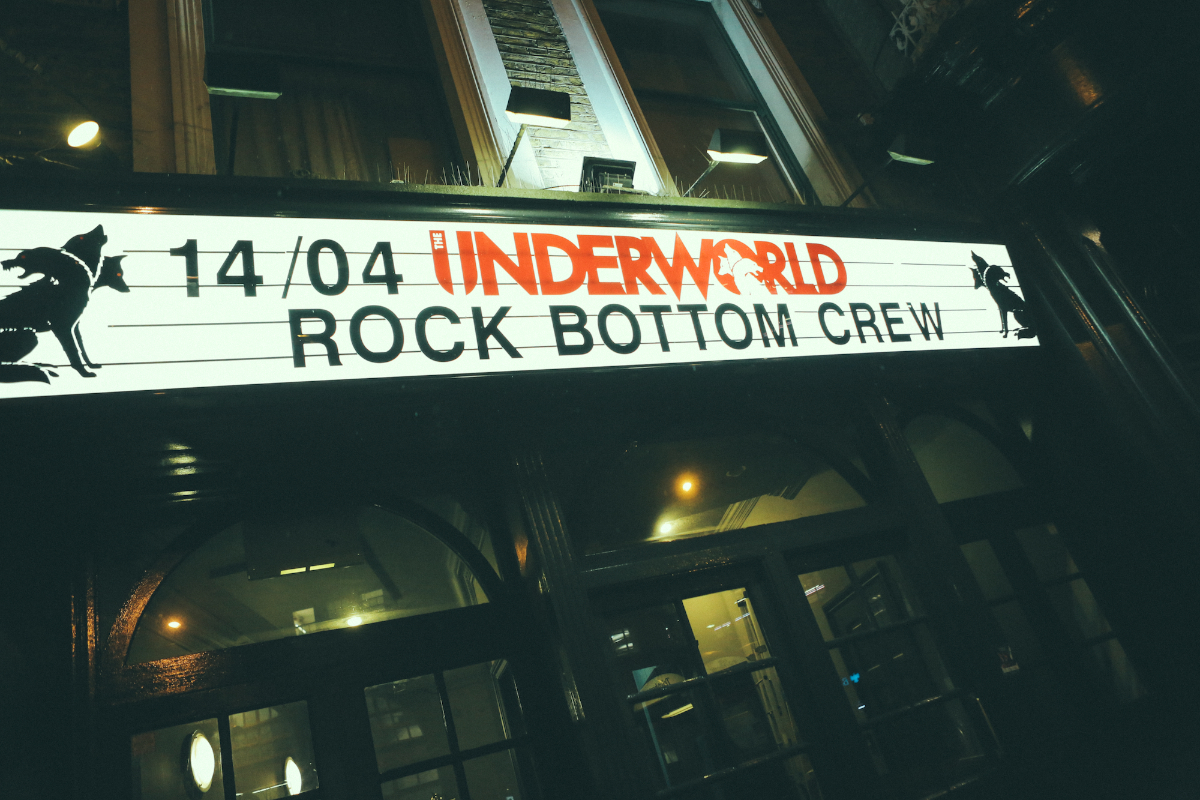 14/04 THE UNDERWORLD
ROCK BOTTOM CREW